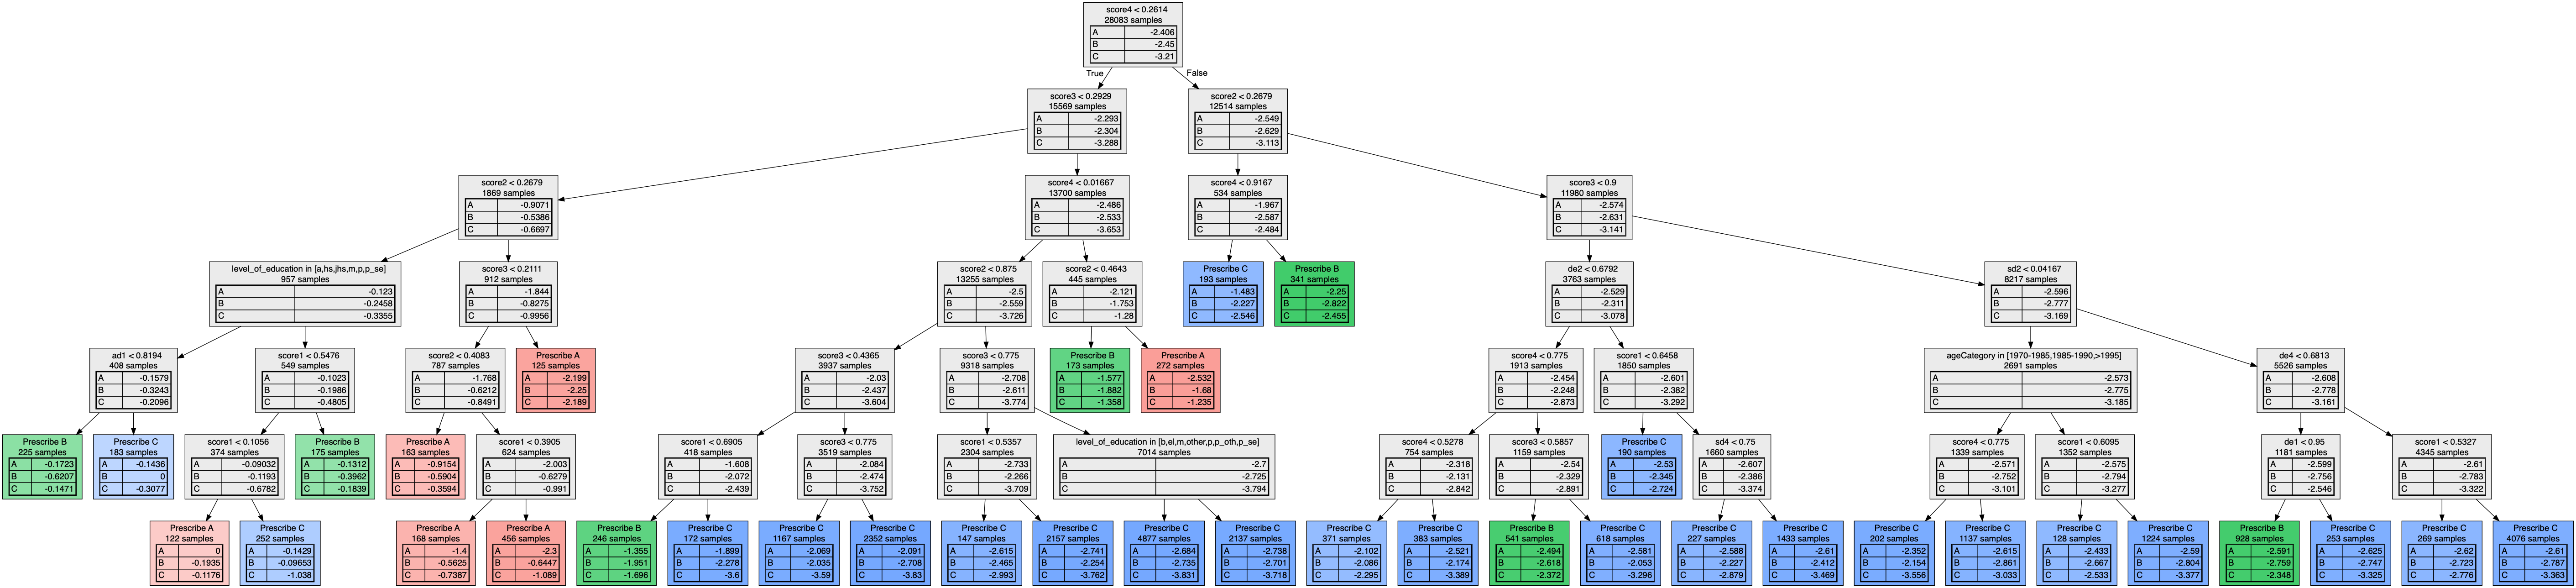 score4 < 0.2614
28083 samples
A -2.406
B -2.45
C -3.21
True
False
score3 < 0.2929
15569 samples
A -2.293
B -2.304
C -3.288
score2 < 0.2679
12514 samples
A -2.549
B -2.629
C -3.113
score2 < 0.2679
1869 samples
A -0.9071
B -0.5386
C -0.6697
score4 < 0.01667
13700 samples
A -2.486
B -2.533
C -3.653
score4 < 0.9167
534 samples
A -1.967
B -2.587
C -2.484
score3 < 0.9
11980 samples
A -2.574
B -2.631
C -3.141
level_of_education in [a,hs,jhs,m,p,p_se]
957 samples
A -0.123
B -0.2458
C -0.3355
score3 < 0.2111
912 samples
A -1.844
B -0.8275
C -0.9956
score2 < 0.875
13255 samples
A -2.5
B -2.559
C -3.726
score2 < 0.4643
445 samples
A -2.121
B -1.753
C -1.28
Prescribe C
193 samples
A -1.483
B -2.227
C -2.546
Prescribe B
341 samples
A -2.25
B -2.822
C -2.455
de2 < 0.6792
3763 samples
A -2.529
B -2.311
C -3.078
sd2 < 0.04167
8217 samples
A -2.596
B -2.777
C -3.169
ad1 < 0.8194
408 samples
A -0.1579
B -0.3243
C -0.2096
score1 < 0.5476
549 samples
A -0.1023
B -0.1986
C -0.4805
score2 < 0.4083
787 samples
A -1.768
B -0.6212
C -0.8491
Prescribe A
125 samples
A -2.199
B -2.25
C -2.189
score3 < 0.4365
3937 samples
A -2.03
B -2.437
C -3.604
score3 < 0.775
9318 samples
A -2.708
B -2.611
C -3.774
Prescribe B
173 samples
A -1.577
B -1.882
C -1.358
Prescribe A
272 samples
A -2.532
B -1.68
C -1.235
score4 < 0.775
1913 samples
A -2.454
B -2.248
C -2.873
score1 < 0.6458
1850 samples
A -2.601
B -2.382
C -3.292
ageCategory in [1970-1985,1985-1990,>1995]
2691 samples
A -2.573
B -2.775
C -3.185
de4 < 0.6813
5526 samples
A -2.608
B -2.778
C -3.161
Prescribe B
225 samples
A -0.1723
B -0.6207
C -0.1471
Prescribe C
183 samples
A -0.1436
B 0
C -0.3077
score1 < 0.1056
374 samples
A -0.09032
B -0.1193
C -0.6782
Prescribe B
175 samples
A -0.1312
B -0.3962
C -0.1839
Prescribe A
163 samples
A -0.9154
B -0.5904
C -0.3594
score1 < 0.3905
624 samples
A -2.003
B -0.6279
C -0.991
score1 < 0.6905
418 samples
A -1.608
B -2.072
C -2.439
score3 < 0.775
3519 samples
A -2.084
B -2.474
C -3.752
score1 < 0.5357
2304 samples
A -2.733
B -2.266
C -3.709
level_of_education in [b,el,m,other,p,p_oth,p_se]
7014 samples
A -2.7
B -2.725
C -3.794
score4 < 0.5278
754 samples
A -2.318
B -2.131
C -2.842
score3 < 0.5857
1159 samples
A -2.54
B -2.329
C -2.891
Prescribe C
190 samples
A -2.53
B -2.345
C -2.724
sd4 < 0.75
1660 samples
A -2.607
B -2.386
C -3.374
score4 < 0.775
1339 samples
A -2.571
B -2.752
C -3.101
score1 < 0.6095
1352 samples
A -2.575
B -2.794
C -3.277
de1 < 0.95
1181 samples
A -2.599
B -2.756
C -2.546
score1 < 0.5327
4345 samples
A -2.61
B -2.783
C -3.322
Prescribe A
122 samples
A 0
B -0.1935
C -0.1176
Prescribe C
252 samples
A -0.1429
B -0.09653
C -1.038
Prescribe A
168 samples
A -1.4
B -0.5625
C -0.7387
Prescribe A
456 samples
A -2.3
B -0.6447
C -1.089
Prescribe B
246 samples
A -1.355
B -1.951
C -1.696
Prescribe C
172 samples
A -1.899
B -2.278
C -3.6
Prescribe C
1167 samples
A -2.069
B -2.035
C -3.59
Prescribe C
2352 samples
A -2.091
B -2.708
C -3.83
Prescribe C
147 samples
A -2.615
B -2.465
C -2.993
Prescribe C
2157 samples
A -2.741
B -2.254
C -3.762
Prescribe C
4877 samples
A -2.684
B -2.735
C -3.831
Prescribe C
2137 samples
A -2.738
B -2.701
C -3.718
Prescribe C
371 samples
A -2.102
B -2.086
C -2.295
Prescribe C
383 samples
A -2.521
B -2.174
C -3.389
Prescribe B
541 samples
A -2.494
B -2.618
C -2.372
Prescribe C
618 samples
A -2.581
B -2.053
C -3.296
Prescribe C
227 samples
A -2.588
B -2.227
C -2.879
Prescribe C
1433 samples
A -2.61
B -2.412
C -3.469
Prescribe C
202 samples
A -2.352
B -2.154
C -3.556
Prescribe C
1137 samples
A -2.615
B -2.861
C -3.033
Prescribe C
128 samples
A -2.433
B -2.667
C -2.533
Prescribe C
1224 samples
A -2.59
B -2.804
C -3.377
Prescribe B
928 samples
A -2.591
B -2.759
C -2.348
Prescribe C
253 samples
A -2.625
B -2.747
C -3.325
Prescribe C
269 samples
A -2.62
B -2.723
C -2.776
Prescribe C
4076 samples
A -2.61
B -2.787
C -3.363